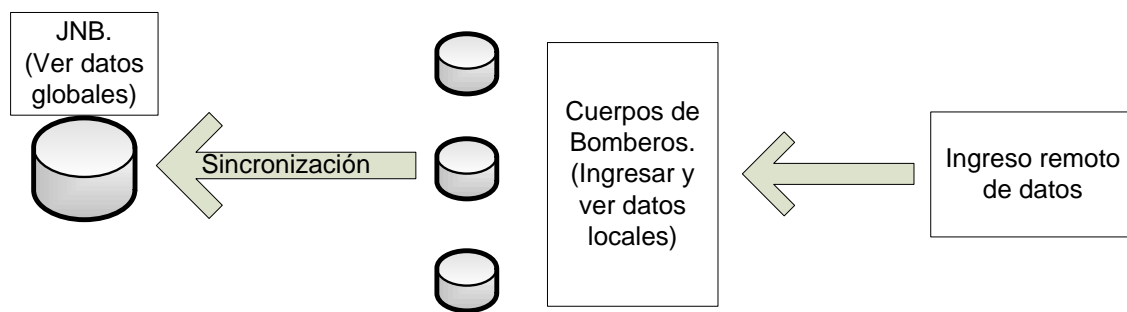 JNB.
(Ver datos
globales)
Sincronización
Cuerpos de
Bomberos.
(Ingresar y
ver datos
locales)
Ingreso remoto
de datos